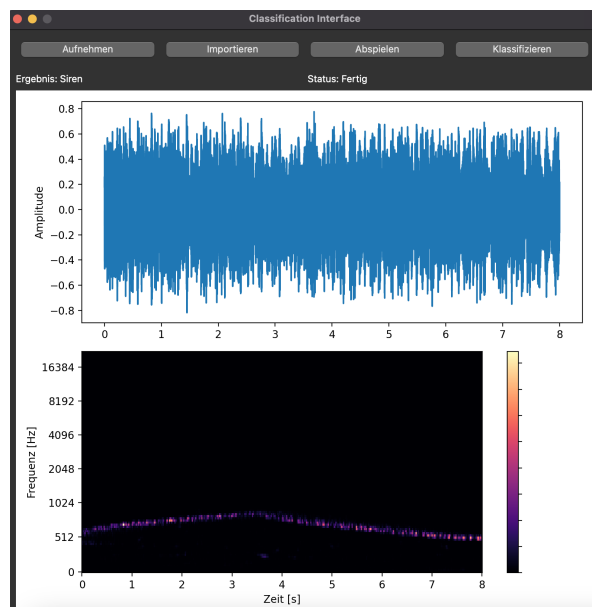 Classification Interface
Aufnehmen Importieren Abspielen Klassifizieren
Ergebnis: Siren Status: Fertig
0.8
0.6
0.4
0.2
0.0
−0.2
−0.4
−0.6
−0.8
Amplitude
0 1 2 3 4 5 6 7 8
16384
8192
4096
2048
1024
512
0
Frequenz [Hz]
0 1 2 3 4 5 6 7 8
Zeit [s]